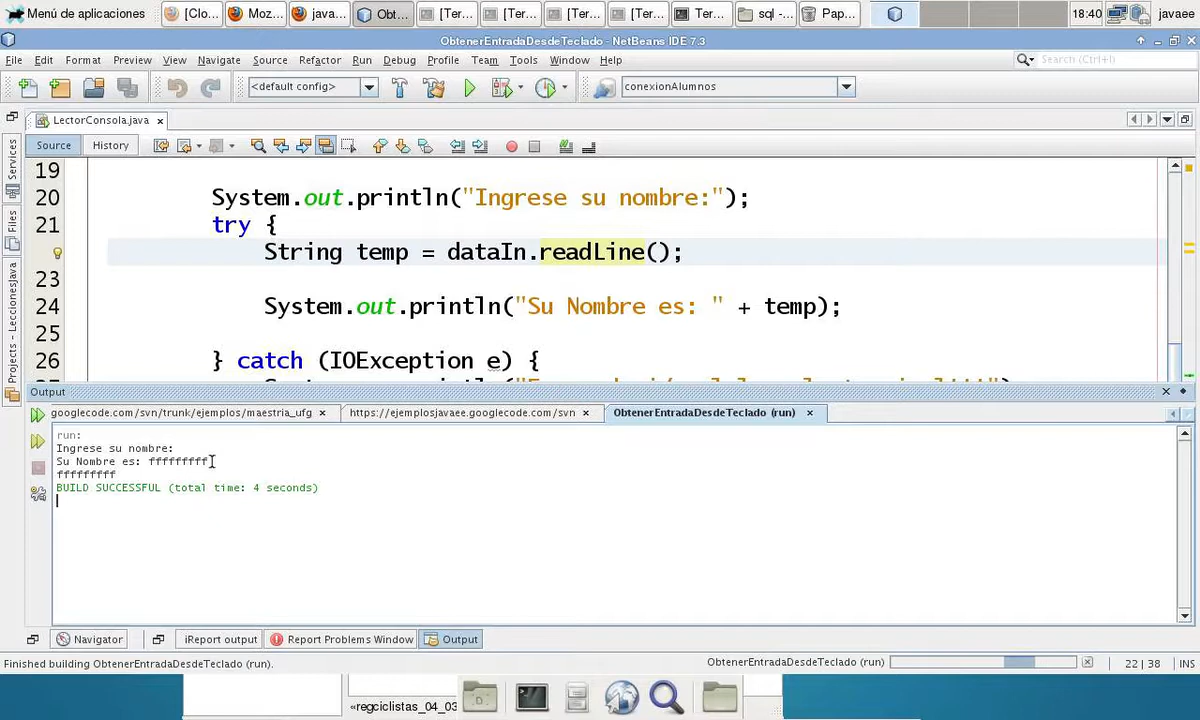 Menú de aplicaciones
[Clo...
Moz...
java...
Obt...
[Ter...
[Ter...
[Ter...
[Ter...
Ter...
sql -...
Pap...
18:40
javaee
ObtenerEntradaDesdeTeclado - NetBeans IDE 7.3
File Edit Format Preview View Navigate Source Refactor Run Debug Profile Team Tools Window Help
Search (Ctrl+I)
<default config>
conexionAlumnos
LectorConsola.java
Source
History
Services
Files
Projects - LeccionesJava
19
20 System.out.println("Ingrese su nombre:");
21 try {
String temp = dataIn.readLine();
23
24 System.out.println("Su Nombre es: " + temp);
25
26 } catch (IOException e) {
Output
googlecode.com/svn/trunk/ejemplos/maestria_ufg
https://ejemplosjavaee.googlecode.com/svn
ObtenerEntradaDesdeTeclado (run)
run:
Ingrese su nombre:
Su Nombre es: fffffffff
fffffffff
BUILD SUCCESSFUL (total time: 4 seconds)
Navigator
iReport output
Report Problems Window
Output
Finished building ObtenerEntradaDesdeTeclado (run).
ObtenerEntradaDesdeTeclado (run)
22 | 38
INS
«regciclistas_04_03